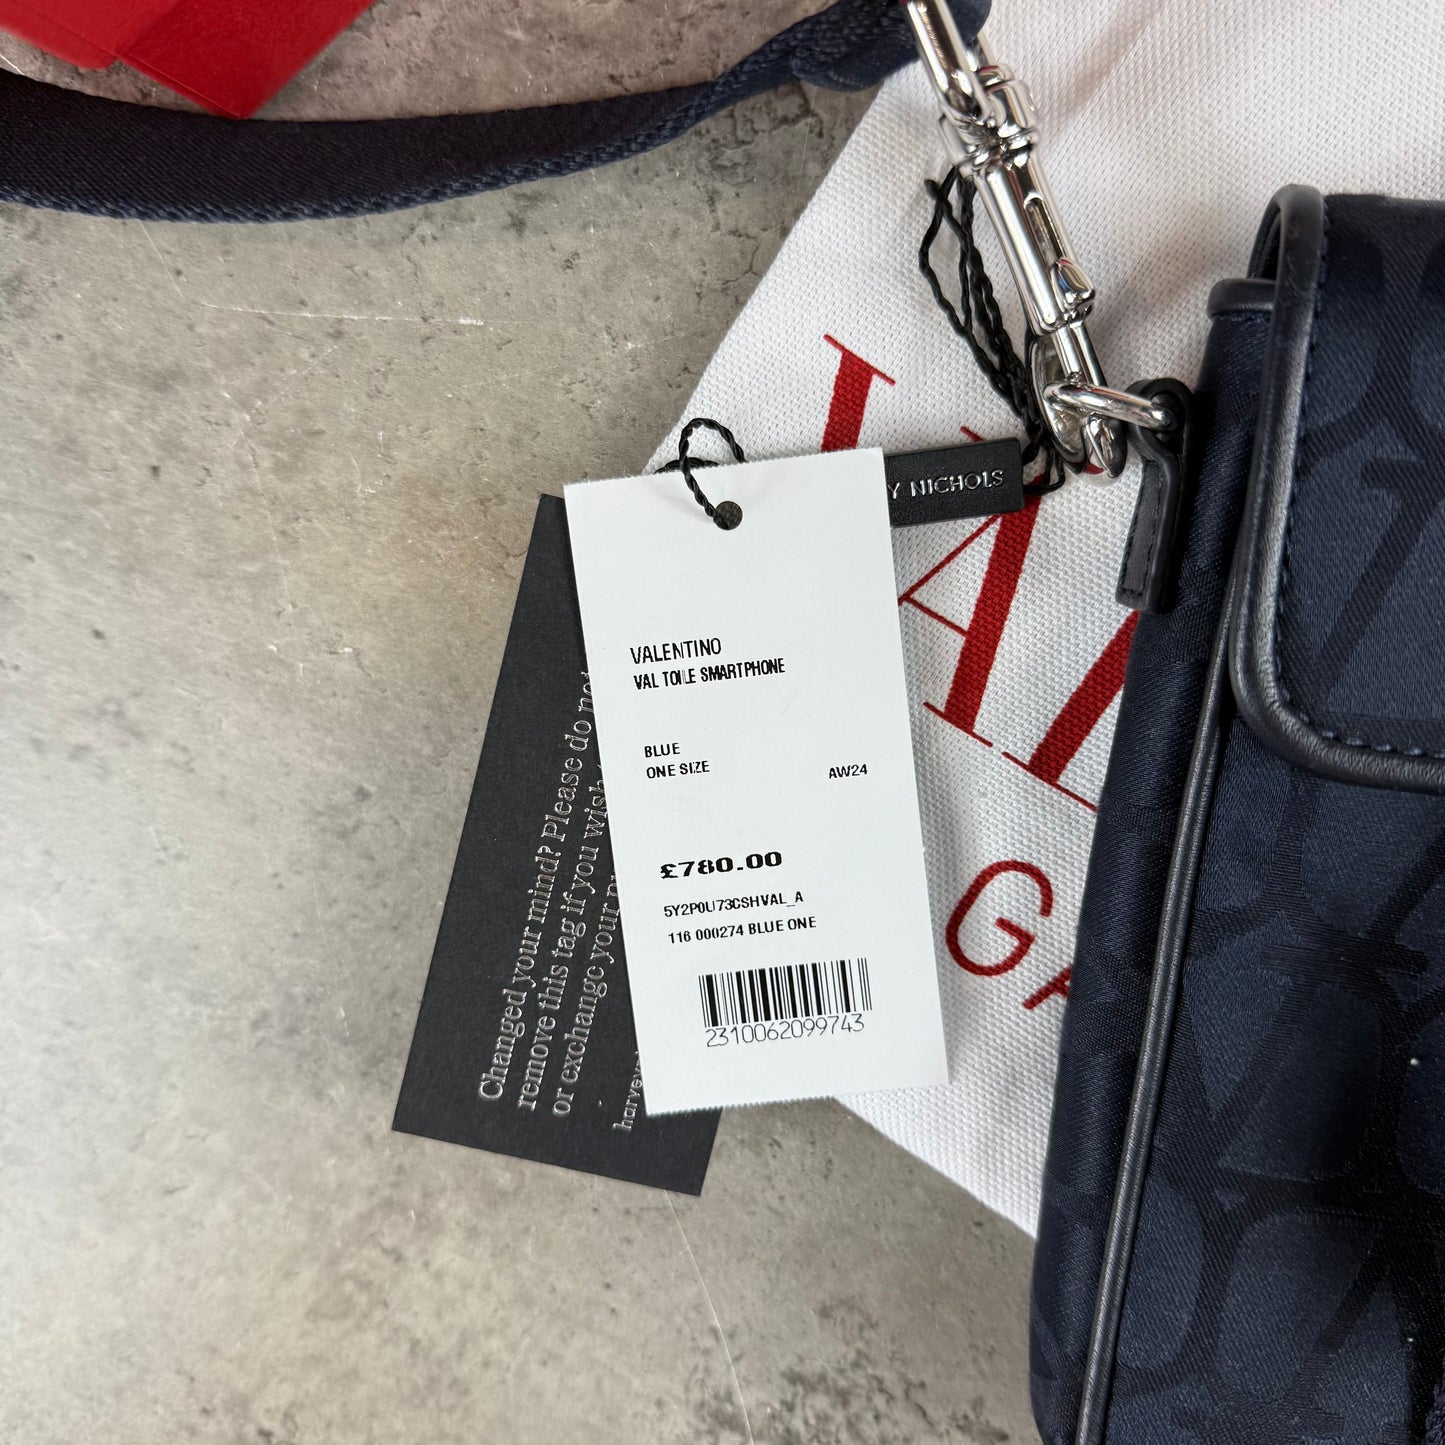 Y NICHOLS
VALENTINO
VAL TOILE SMARTPHONE
BLUE
ONE SIZE
AW24
£780.00
5Y2P0U73CSHVAL_A
116 000274 BLUE ONE
2310062099743
Changed your mind? Please do not
remove this tag if you wish
or exchange your
G